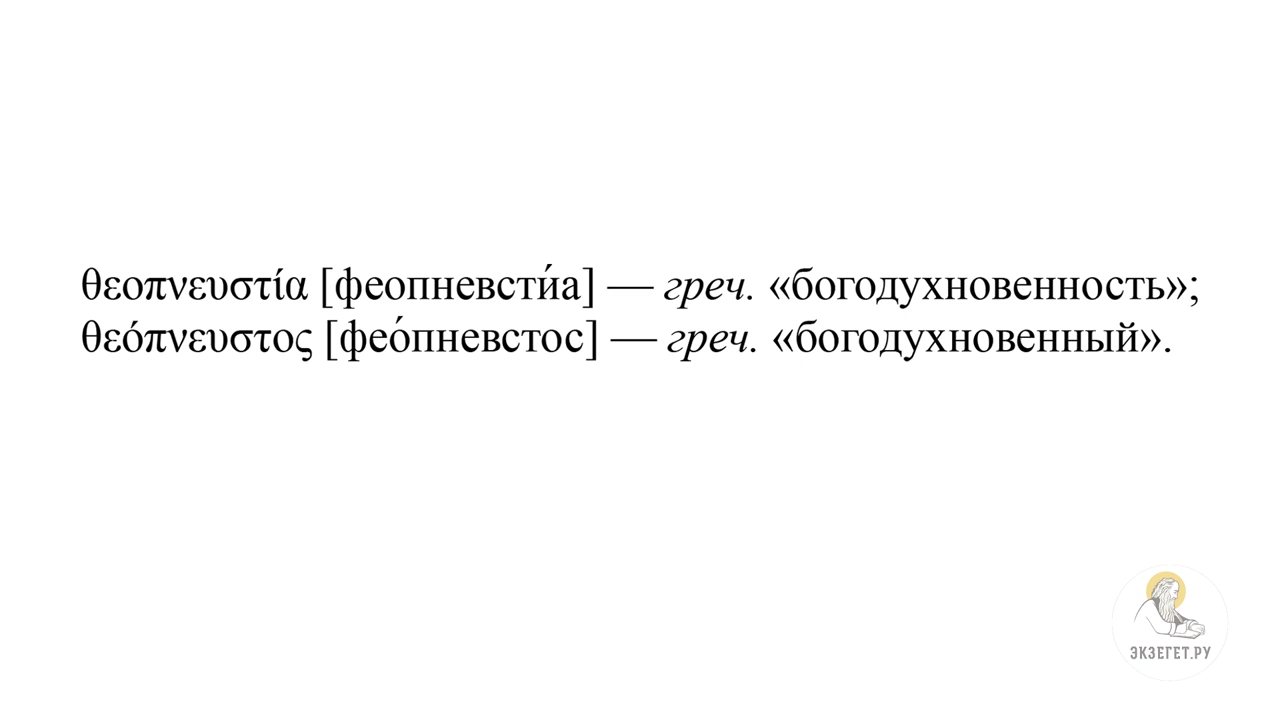 θεοπνευστία [феопневсти́а] — греч. «богодухновенность»;
θεόπνευστος [фео́пневстос] — греч. «богодухновенный».
ЭКЗЕГЕТ.РУ